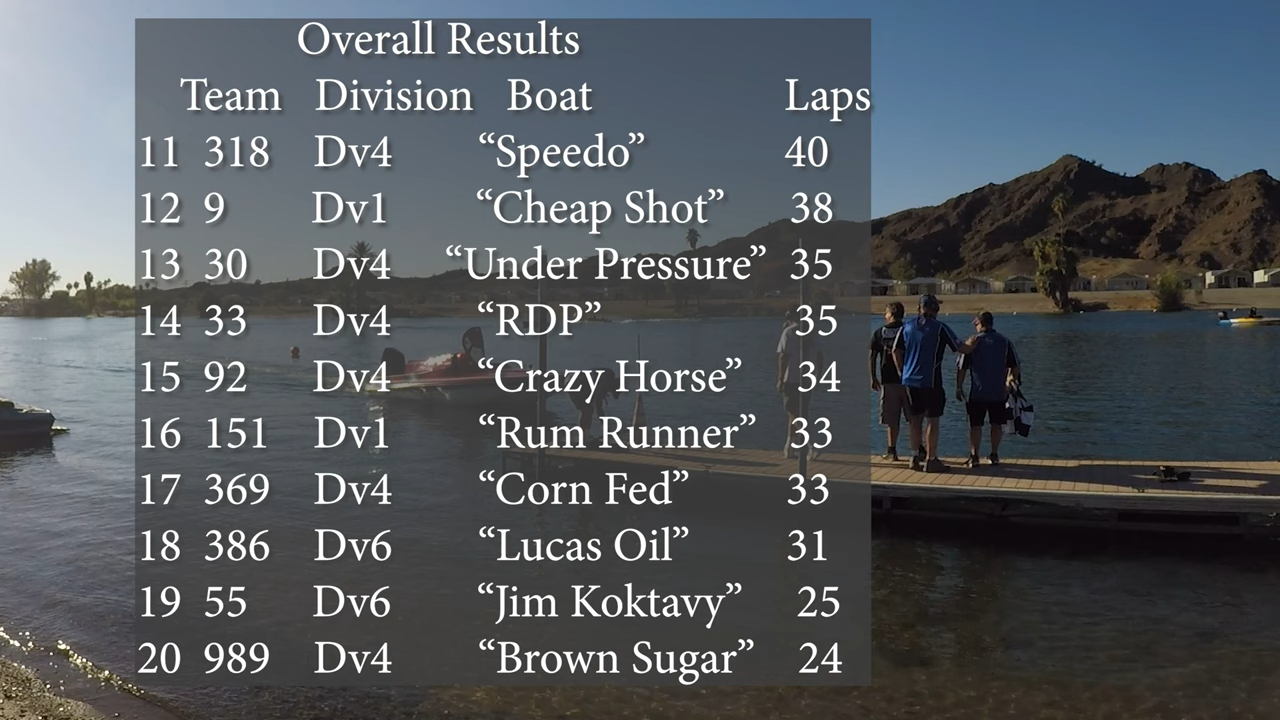 Overall Results
Team Division Boat Laps
11 318 Dv4 “Speedo” 40
12 9 Dv1 “Cheap Shot” 38
13 30 Dv4 “Under Pressure” 35
14 33 Dv4 “RDP” 35
15 92 Dv4 “Crazy Horse” 34
16 151 Dv1 “Rum Runner” 33
17 369 Dv4 “Corn Fed” 33
18 386 Dv6 “Lucas Oil” 31
19 55 Dv6 “Jim Koktavy” 25
20 989 Dv4 “Brown Sugar” 24